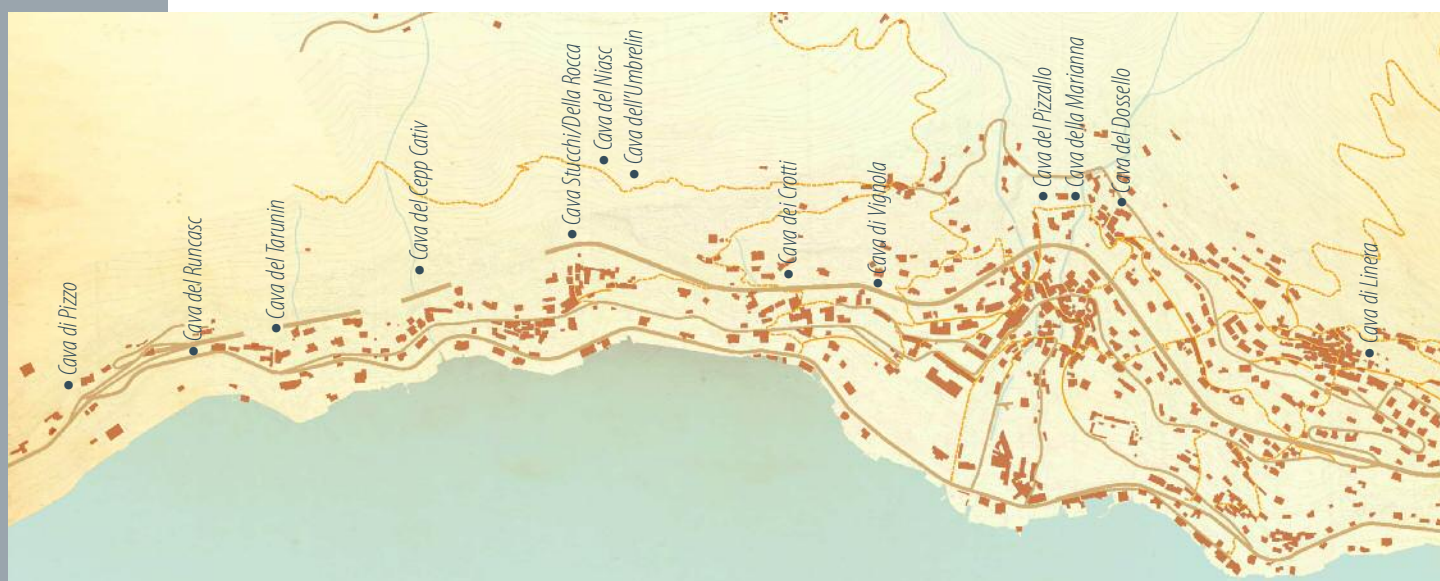 Cava di Pizzo
Cava del Runcasc
Cava del Tarunin
Cava del Cepp Cativ
Cava Stucchi/Della Rocca
Cava del Niasc
Cava dell'Umbrelin
Cava dei Crotti
Cava di Vignola
Cava del Pizzallo
Cava della Marianna
Cava del Dossello
Cava di Linera